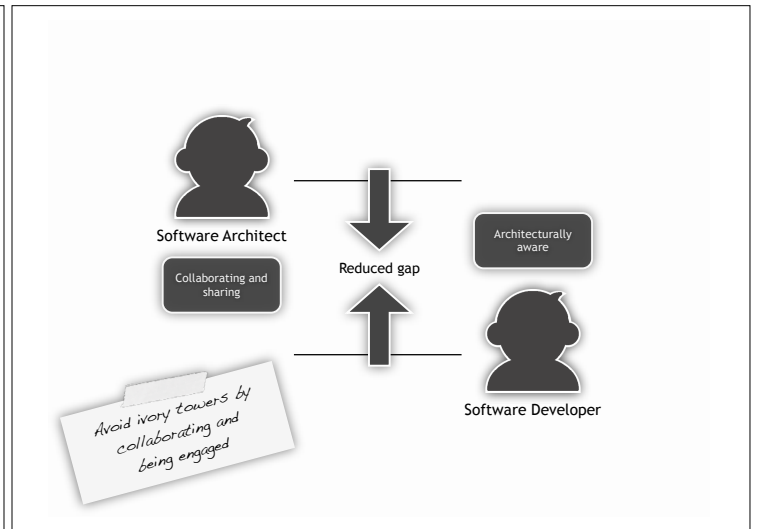 Software Architect
Collaborating and
sharing
Reduced gap
Architecturally
aware
Software Developer
Avoid ivory towers by
collaborating and
being engaged